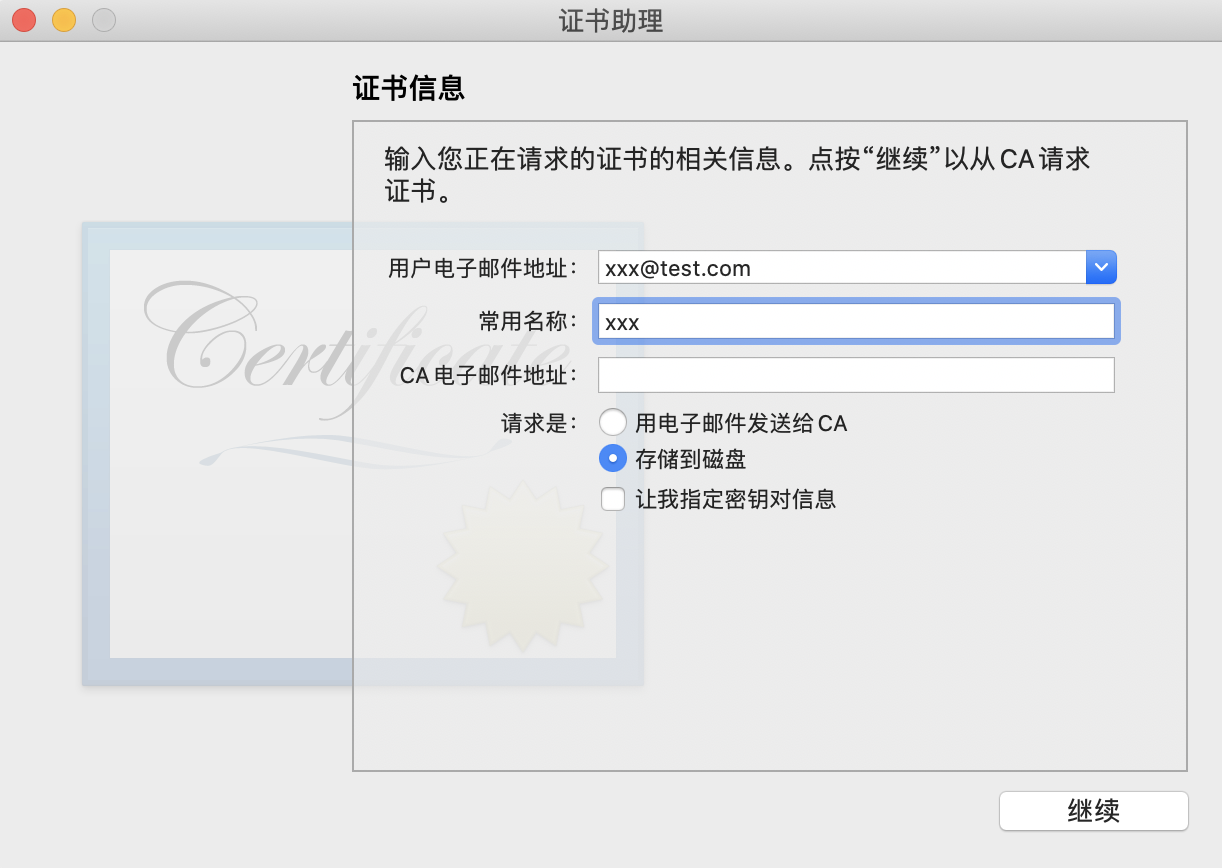 证书助理
证书信息
输入您正在请求的证书的相关信息。点按“继续”以从 CA 请求
证书。
用户电子邮件地址： xxx@test.com
常用名称： xxx
CA 电子邮件地址：
请求是： 用电子邮件发送给 CA
存储到磁盘
让我指定密钥对信息
Certificate
继续